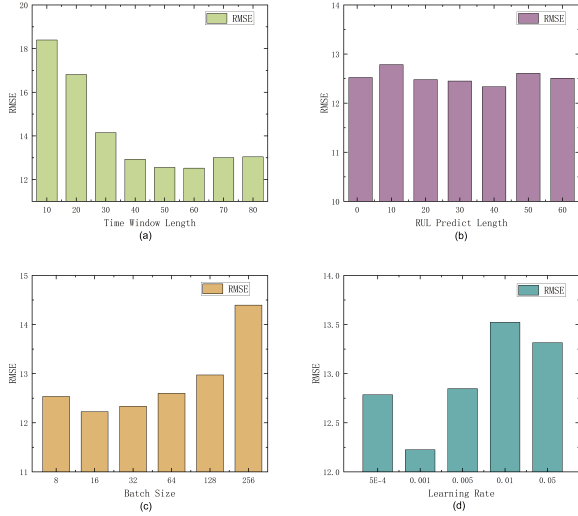 RMSE
20
18
16
14
12
RMSE
10 20 30 40 50 60 70 80
Time Window Length
(a)
RMSE
14
13
12
11
10
RMSE
0 10 20 30 40 50 60
RUL Predict Length
(b)
RMSE
15
14
13
12
11
RMSE
8 16 32 64 128 256
Batch Size
(c)
RMSE
14.0
13.5
13.0
12.5
12.0
RMSE
5E-4 0.001 0.005 0.01 0.05
Learning Rate
(d)